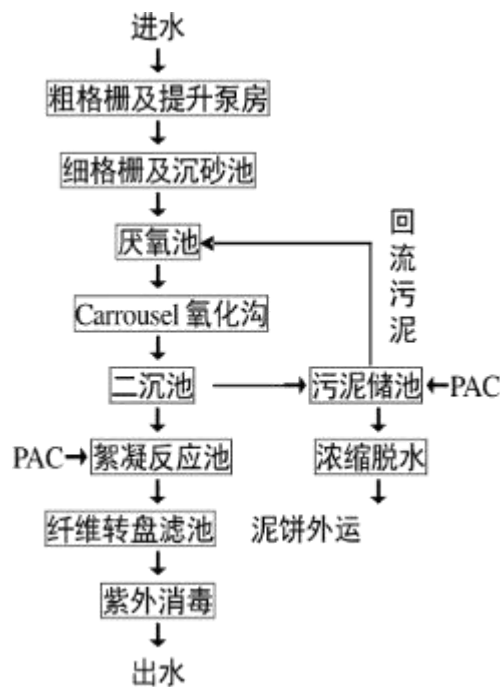 进水
粗格栅及提升泵房
细格栅及沉砂池
厌氧池
回流污泥
Carrousel 氧化沟
二沉池
污泥储池
PAC
PAC
絮凝反应池
浓缩脱水
纤维转盘滤池
泥饼外运
紫外消毒
出水